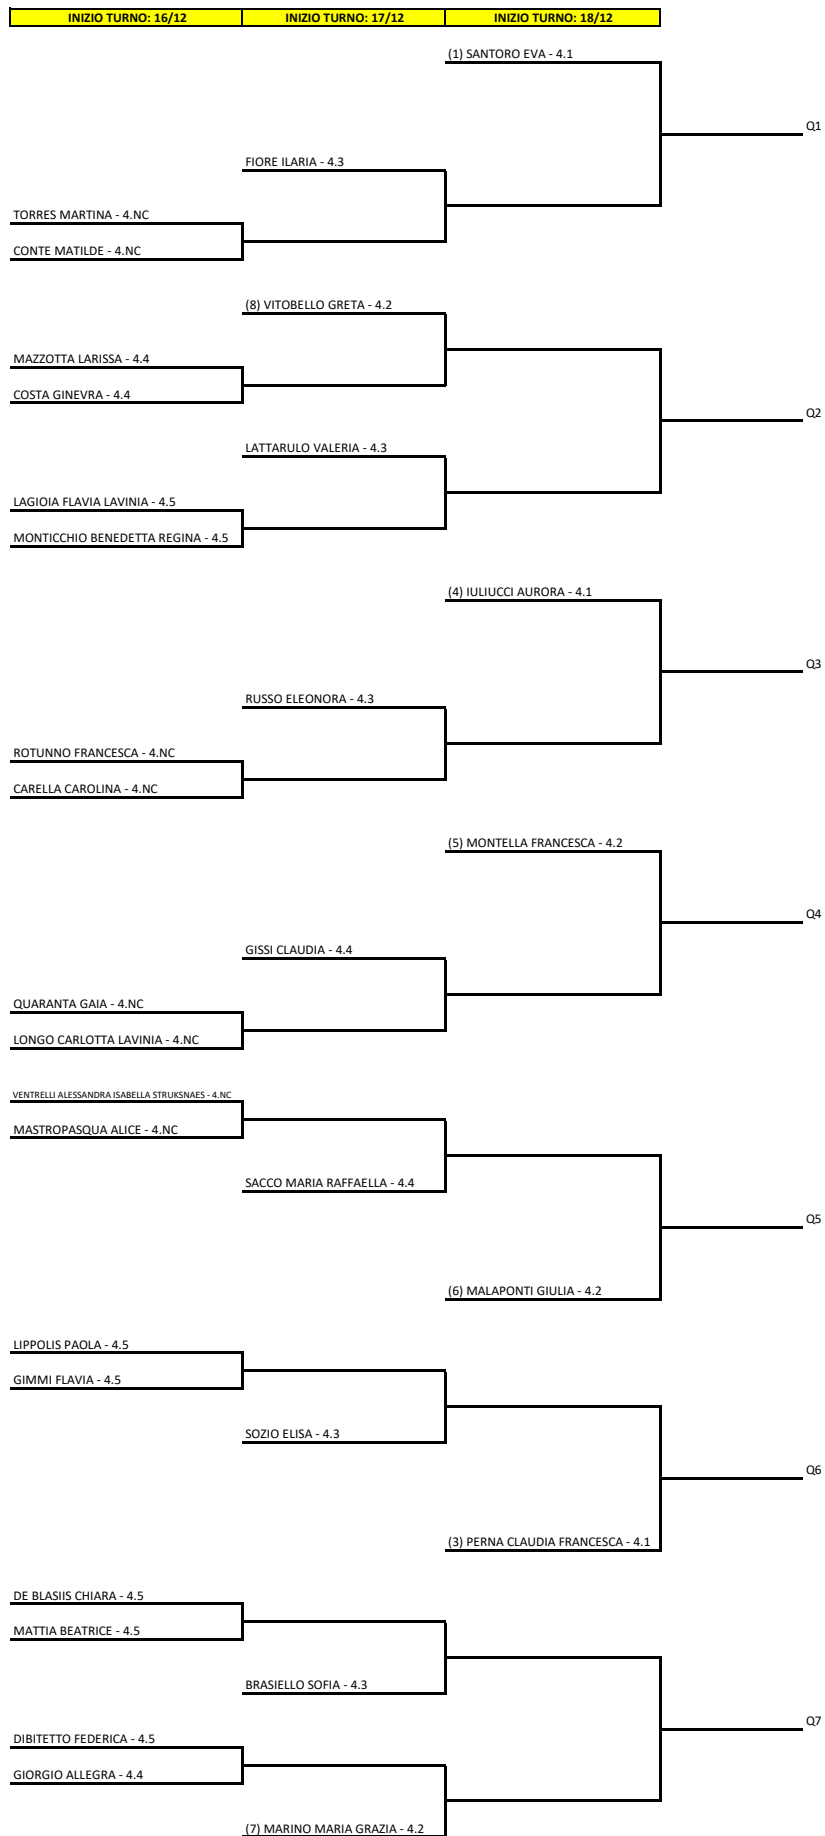 INIZIO TURNO: 16/12 INIZIO TURNO: 17/12 INIZIO TURNO: 18/12
(1) SANTORO EVA - 4.1
Q1
FIORE ILARIA - 4.3
TORRES MARTINA - 4.NC
CONTE MATILDE - 4.NC
(8) VITOBELLO GRETA - 4.2
MAZZOTTA LARISSA - 4.4
COSTA GINEVRA - 4.4
Q2
LATTARULO VALERIA - 4.3
LAGIOIA FLAVIA LAVINIA - 4.5
MONTICCHIO BENEDETTA REGINA - 4.5
(4) IULIUCCI AURORA - 4.1
Q3
RUSSO ELEONORA - 4.3
ROTUNNO FRANCESCA - 4.NC
CARELLA CAROLINA - 4.NC
(5) MONTELLA FRANCESCA - 4.2
Q4
GISSI CLAUDIA - 4.4
QUARANTA GAIA - 4.NC
LONGO CARLOTTA LAVINIA - 4.NC
VENTRELLI ALESSANDRA ISABELLA STRUKSNAES - 4.NC
MASTROPASQUA ALICE - 4.NC
SACCO MARIA RAFFAELLA - 4.4
Q5
(6) MALAPONTI GIULIA - 4.2
LIPPOLIS PAOLA - 4.5
GIMMI FLAVIA - 4.5
SOZIO ELISA - 4.3
Q6
(3) PERNA CLAUDIA FRANCESCA - 4.1
DE BLASIIS CHIARA - 4.5
MATTIA BEATRICE - 4.5
BRASIELLO SOFIA - 4.3
Q7
DIBITETTO FEDERICA - 4.5
GIORGIO ALLEGRA - 4.4
(7) MARINO MARIA GRAZIA - 4.2